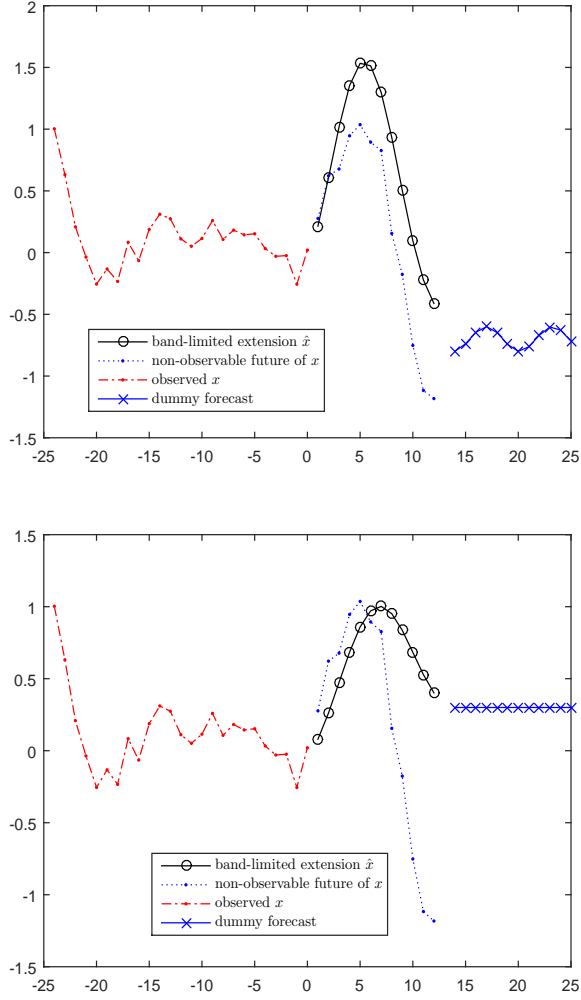 2
1.5
1
0.5
0
-0.5
-1
-1.5
-25 -20 -15 -10 -5 0 5 10 15 20 25
band-limited extension x̂
non-observable future of x
observed x
dummy forecast
1.5
1
0.5
0
-0.5
-1
-1.5
-25 -20 -15 -10 -5 0 5 10 15 20 25
band-limited extension x̂
non-observable future of x
observed x
dummy forecast